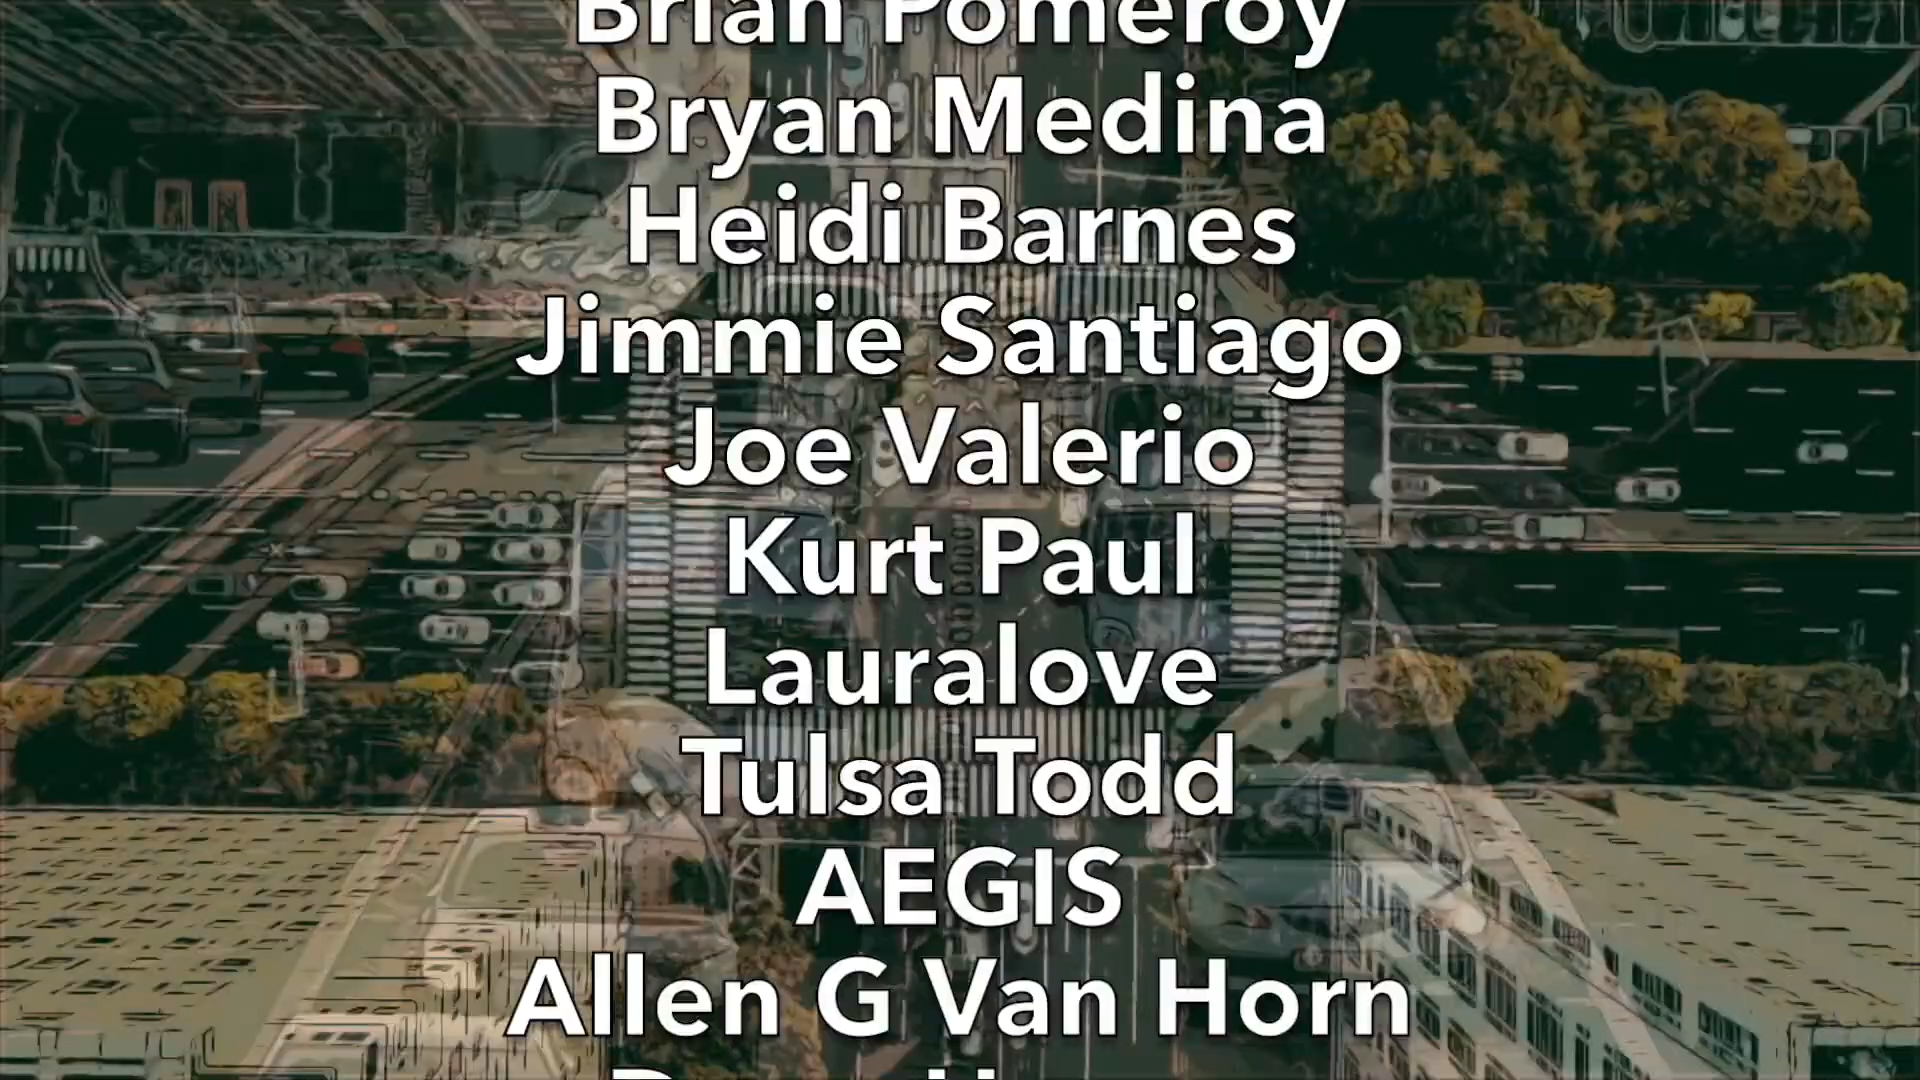 Brian Pomeroy
Bryan Medina
Heidi Barnes
Jimmie Santiago
Joe Valerio
Kurt Paul
Lauralove
Tulsa Todd
AEGIS
Allen G Van Horn